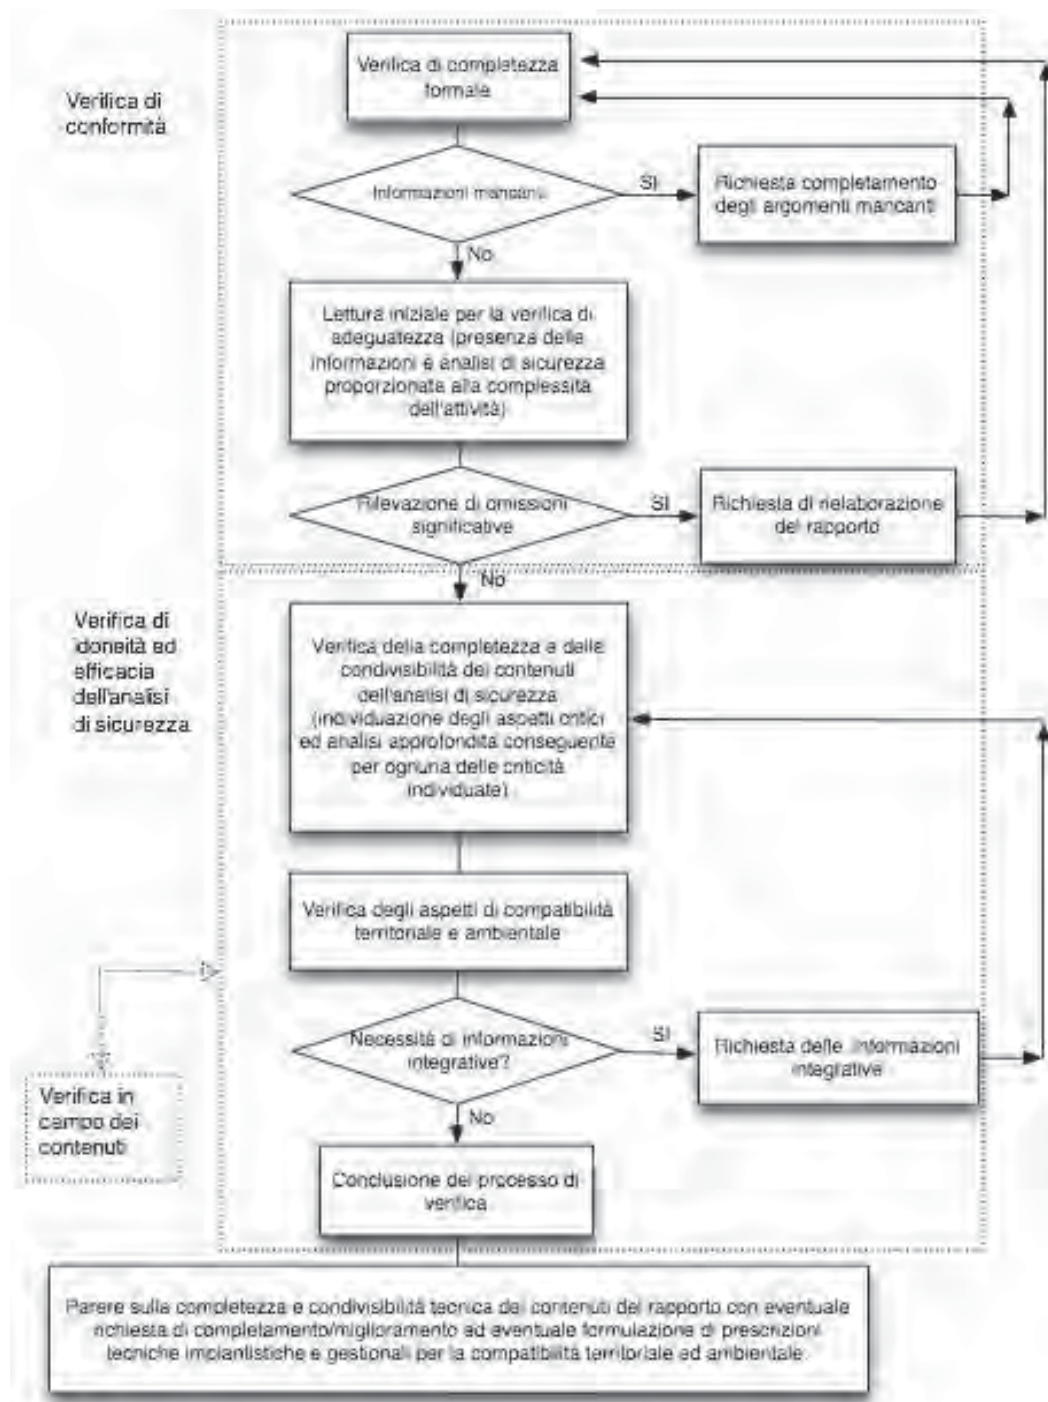 Verifica di completezza
formale
Verifica di
conformità
Informazioni mancanti
SI
Richiesta completamento
degli argomenti mancanti
No
Lettura iniziale per la verifica di
adeguatezza (presenza delle
informazioni e analisi di sicurezza
proporzionata alla complessità
dell'attività)
Rilevazione di omissioni
significative
SI
Richiesta di rielaborazione
del rapporto
No
Verifica di
idoneità ed
efficacia
dell'analisi
di sicurezza
Verifica della completezza e della
condivisibilità dei contenuti
dell'analisi di sicurezza
(individuazione degli aspetti critici
ed analisi approfondita conseguente
per ognuna delle criticità
individuate)
Verifica degli aspetti di compatibilità
territoriale e ambientale
Necessità di informazioni
integrative?
SI
Richiesta delle informazioni
integrative
No
Verifica in
campo dei
contenuti
Conclusione del processo di
verifica
Parere sulla completezza e condivisibilità tecnica dei contenuti del rapporto con eventuale
richiesta di completamento/miglioramento ed eventuale formulazione di prescrizioni
tecniche impiantistiche e gestionali per la compatibilità territoriale ed ambientale.